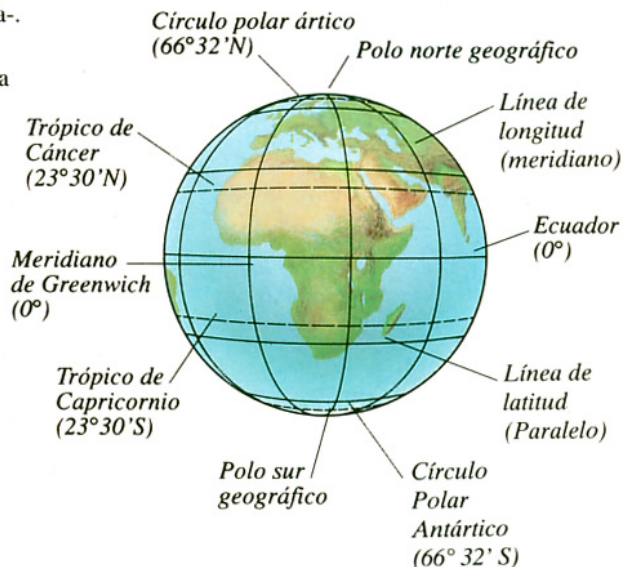 a-.
a
Círculo polar ártico
(66°32’N)
Polo norte geográfico
Línea de
longitud
(meridiano)
Trópico de
Cáncer
(23°30’N)
Ecuador
(0°)
Meridiano
de Greenwich
(0°)
Trópico de
Capricornio
(23°30’S)
Línea de
latitud
(Paralelo)
Polo sur
geográfico
Círculo
Polar
Antártico
(66° 32’ S)